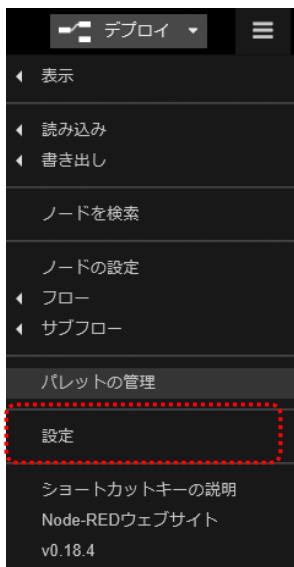 デプロイ
表示
読み込み
書き出し
ノードを検索
ノードの設定
フロー
サブフロー
パレットの管理
設定
ショートカットキーの説明
Node-REDウェブサイト
v0.18.4